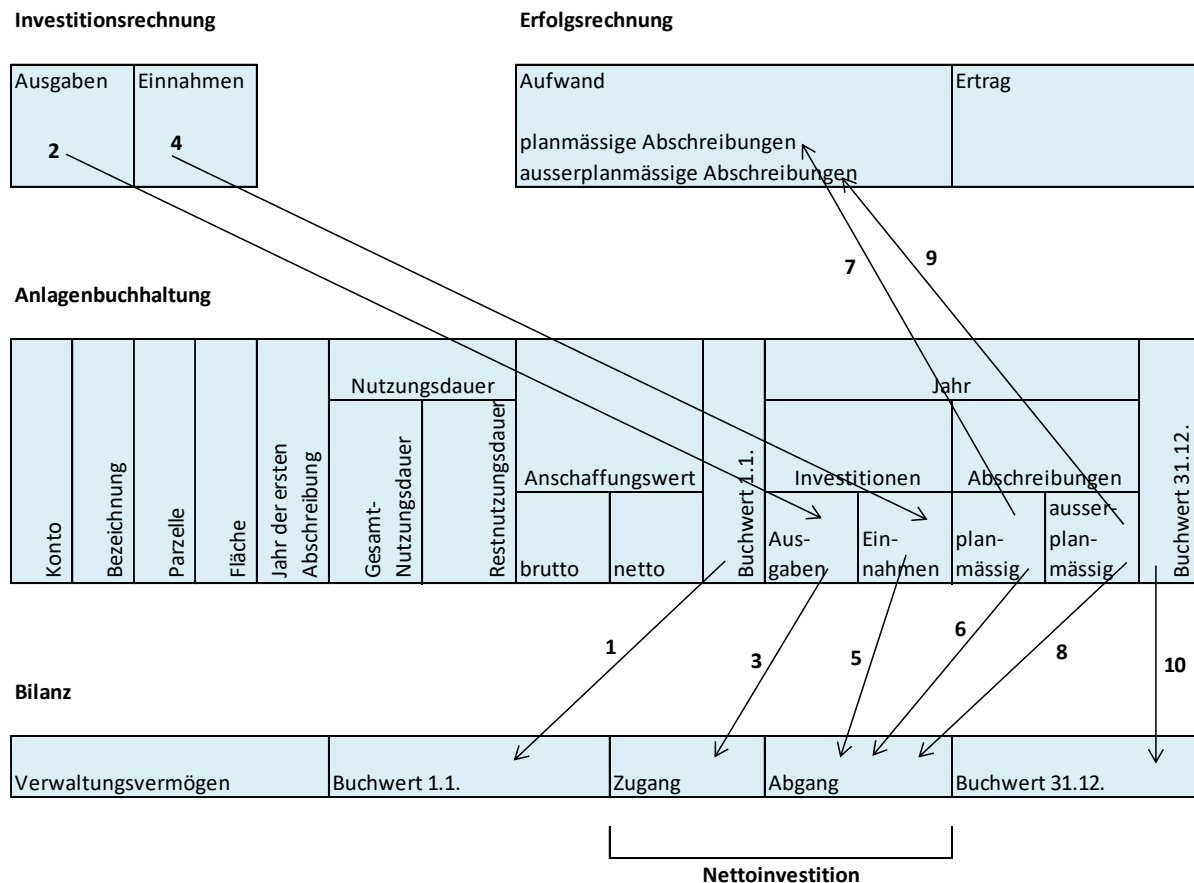 Investitionsrechnung
Erfolgsrechnung
Ausgaben
Einnahmen
Aufwand
Ertrag
2
4
planmässige Abschreibungen
ausserplanmässige Abschreibungen
7
9
Anlagenbuchhaltung
Konto
Bezeichnung
Parzelle
Fläche
Jahr der ersten
Abschreibung
Nutzungsdauer
Gesamt-
Nutzungsdauer
Restnutzungsdauer
Anschaffungswert
brutto
netto
Buchwert 1.1.
Jahr
Investitionen
Aus-
gaben
Ein-
nahmen
Abschreibungen
plan-
mässig
ausser-
plan-
mässig
Buchwert 31.12.
1
3
5
6
8
10
Bilanz
Verwaltungsvermögen
Buchwert 1.1.
Zugang
Abgang
Buchwert 31.12.
Nettoinvestition